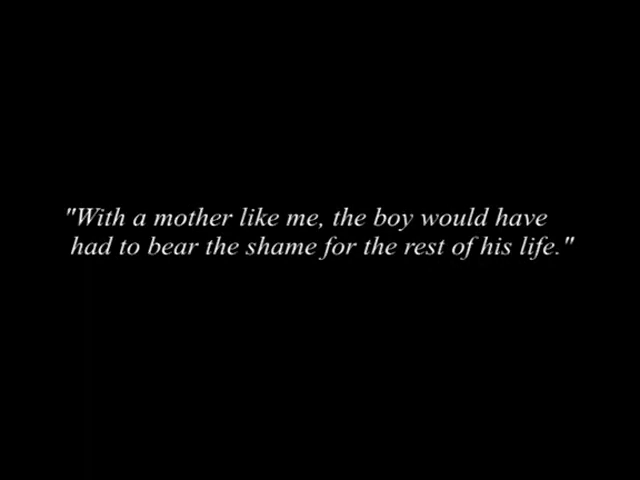 "With a mother like me, the boy would have
had to bear the shame for the rest of his life."